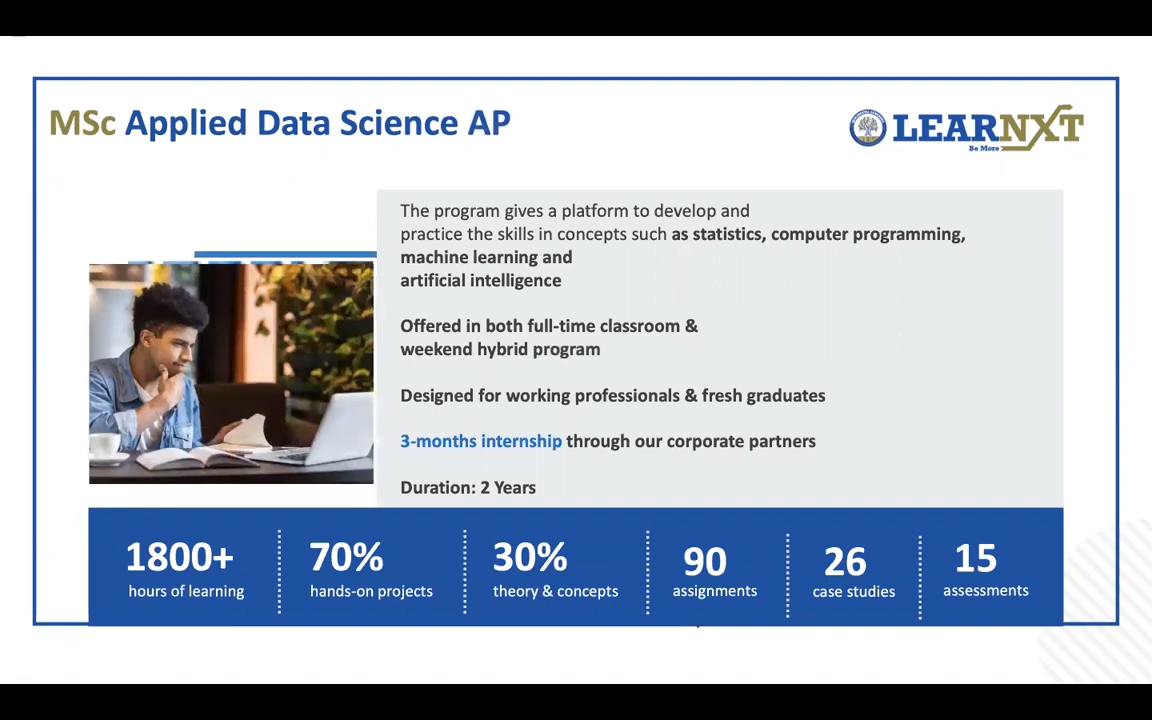 MSc Applied Data Science AP
LEARNXT
Be More
The program gives a platform to develop and
practice the skills in concepts such as statistics, computer programming,
machine learning and
artificial intelligence
Offered in both full-time classroom &
weekend hybrid program
Designed for working professionals & fresh graduates
3-months internship through our corporate partners
Duration: 2 Years
1800+
hours of learning
70%
hands-on projects
30%
theory & concepts
90
assignments
26
case studies
15
assessments